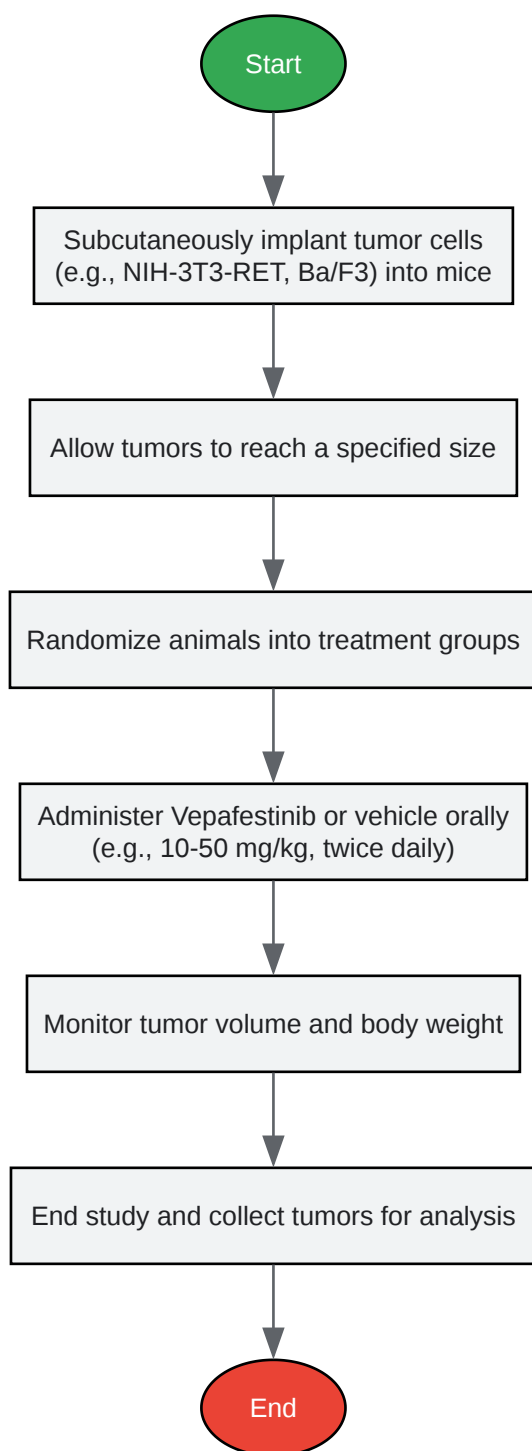 Start
Subcutaneously implant tumor cells
(e.g., NIH-3T3-RET, Ba/F3) into mice
Allow tumors to reach a specified size
Randomize animals into treatment groups
Administer Vepafestinib or vehicle orally
(e.g., 10-50 mg/kg, twice daily)
Monitor tumor volume and body weight
End study and collect tumors for analysis
End